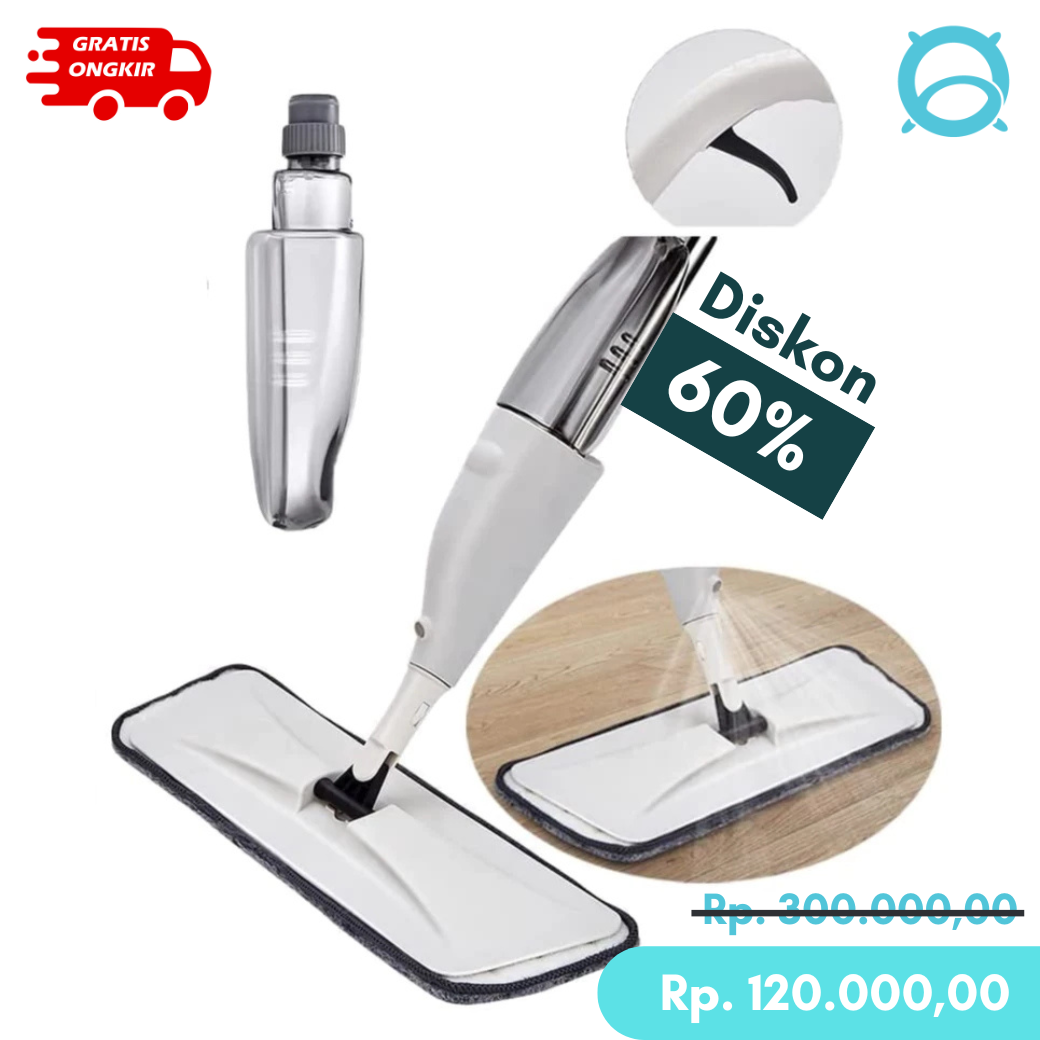 GRATIS
ONGKIR
Diskon
60%
Rp. 300.000,00
Rp. 120.000,00